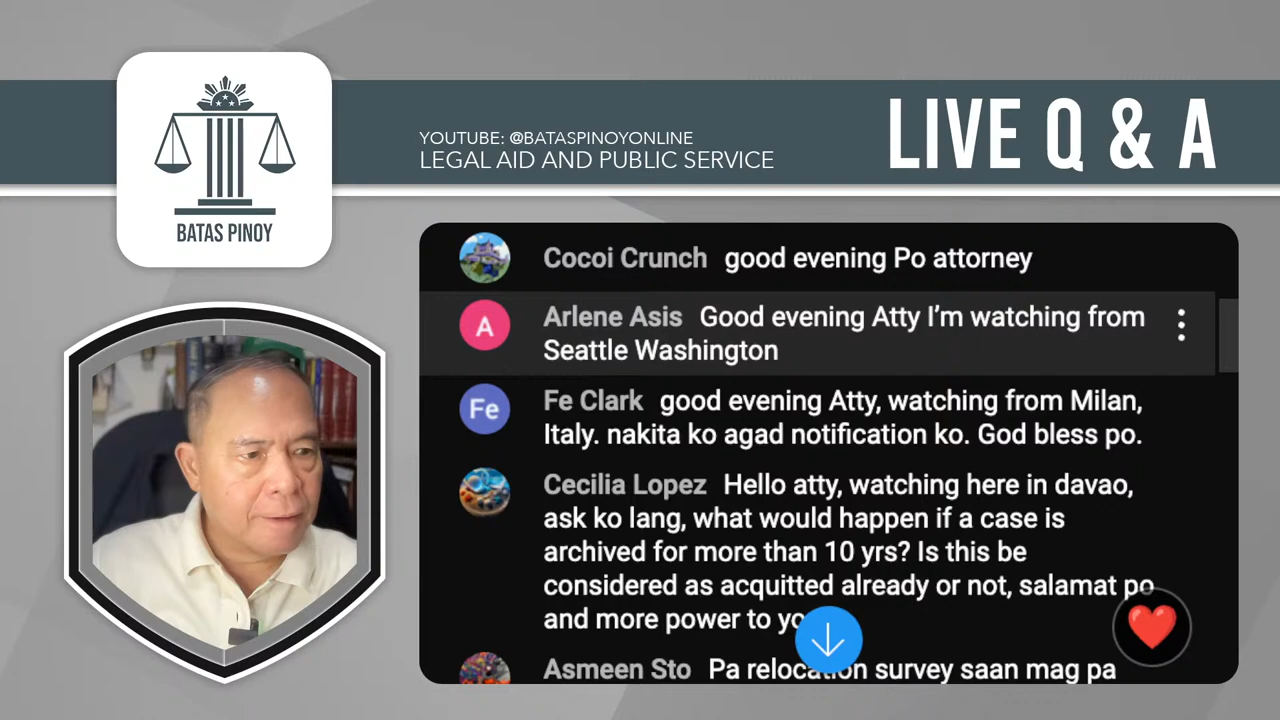 YOUTUBE: @BATASPINOYONLINE
LEGAL AID AND PUBLIC SERVICE
LIVE Q & A
BATAS PINOY
Cocoi Crunch good evening Po attorney
A
Arlene Asis Good evening Atty I’m watching from
Seattle Washington
Fe
Fe Clark good evening Atty, watching from Milan,
Italy. nakita ko agad notification ko. God bless po.
Cecilia Lopez Hello atty, watching here in davao,
ask ko lang, what would happen if a case is
archived for more than 10 yrs? Is this be
considered as acquitted already or not, salamat po
and more power to
Asmeen Sto Pa relocation survey saan mag pa